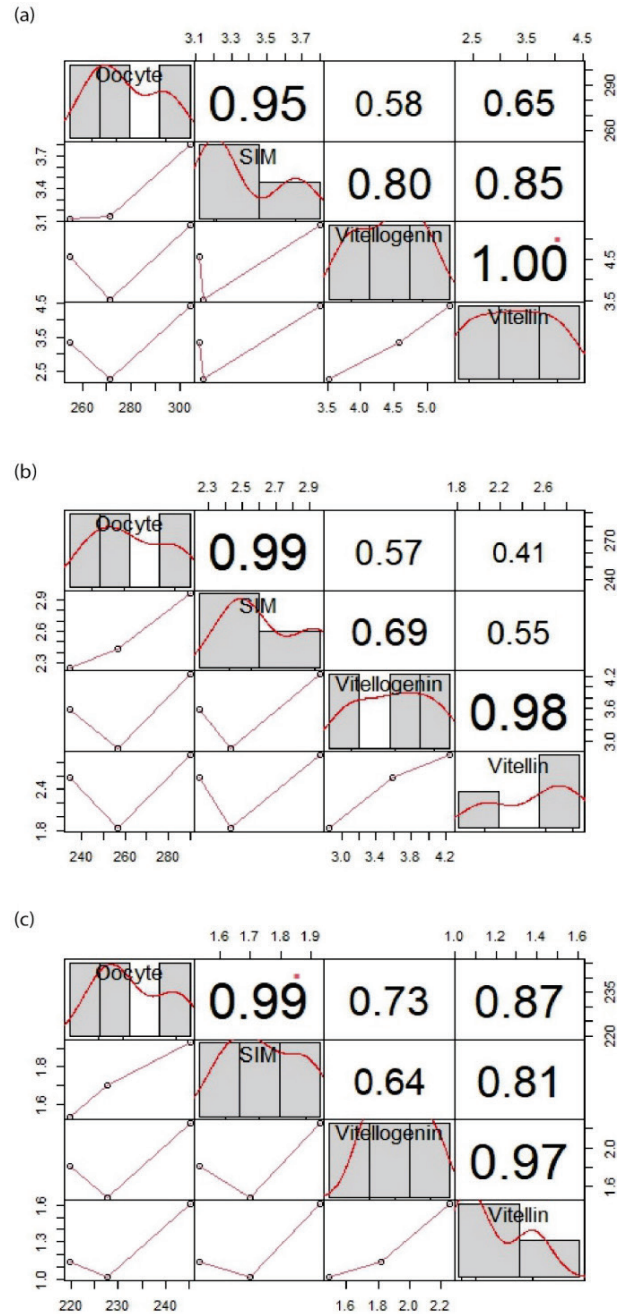 (a)
3.1 3.5 3.7 2.5 3.5 4.5
Oocyte 0.95 0.58 0.65 260 290
3.1 3.4 3.7 SIM 0.80 0.85
Vitellogenin 1.00 3.5 4.5
2.5 3.5 4.5 Vitellin
260 280 300 3.5 4.0 4.5 5.0
(b)
2.3 2.5 2.7 2.9 1.8 2.2 2.6
Oocyte 0.99 0.57 0.41 240 270
2.3 2.6 2.9 SIM 0.69 0.55
Vitellogenin 0.98 3.0 3.6 4.2
1.8 2.4 Vitellin
240 260 280 3.0 3.4 3.8 4.2
(c)
1.6 1.7 1.8 1.9 1.0 1.2 1.4 1.6
Oocyte 0.99 0.73 0.87 220 235
1.6 1.8 SIM 0.64 0.81
Vitellogenin 0.97 1.6 2.0
1.0 1.3 1.6 Vitellin
220 230 240 1.6 1.8 2.0 2.2